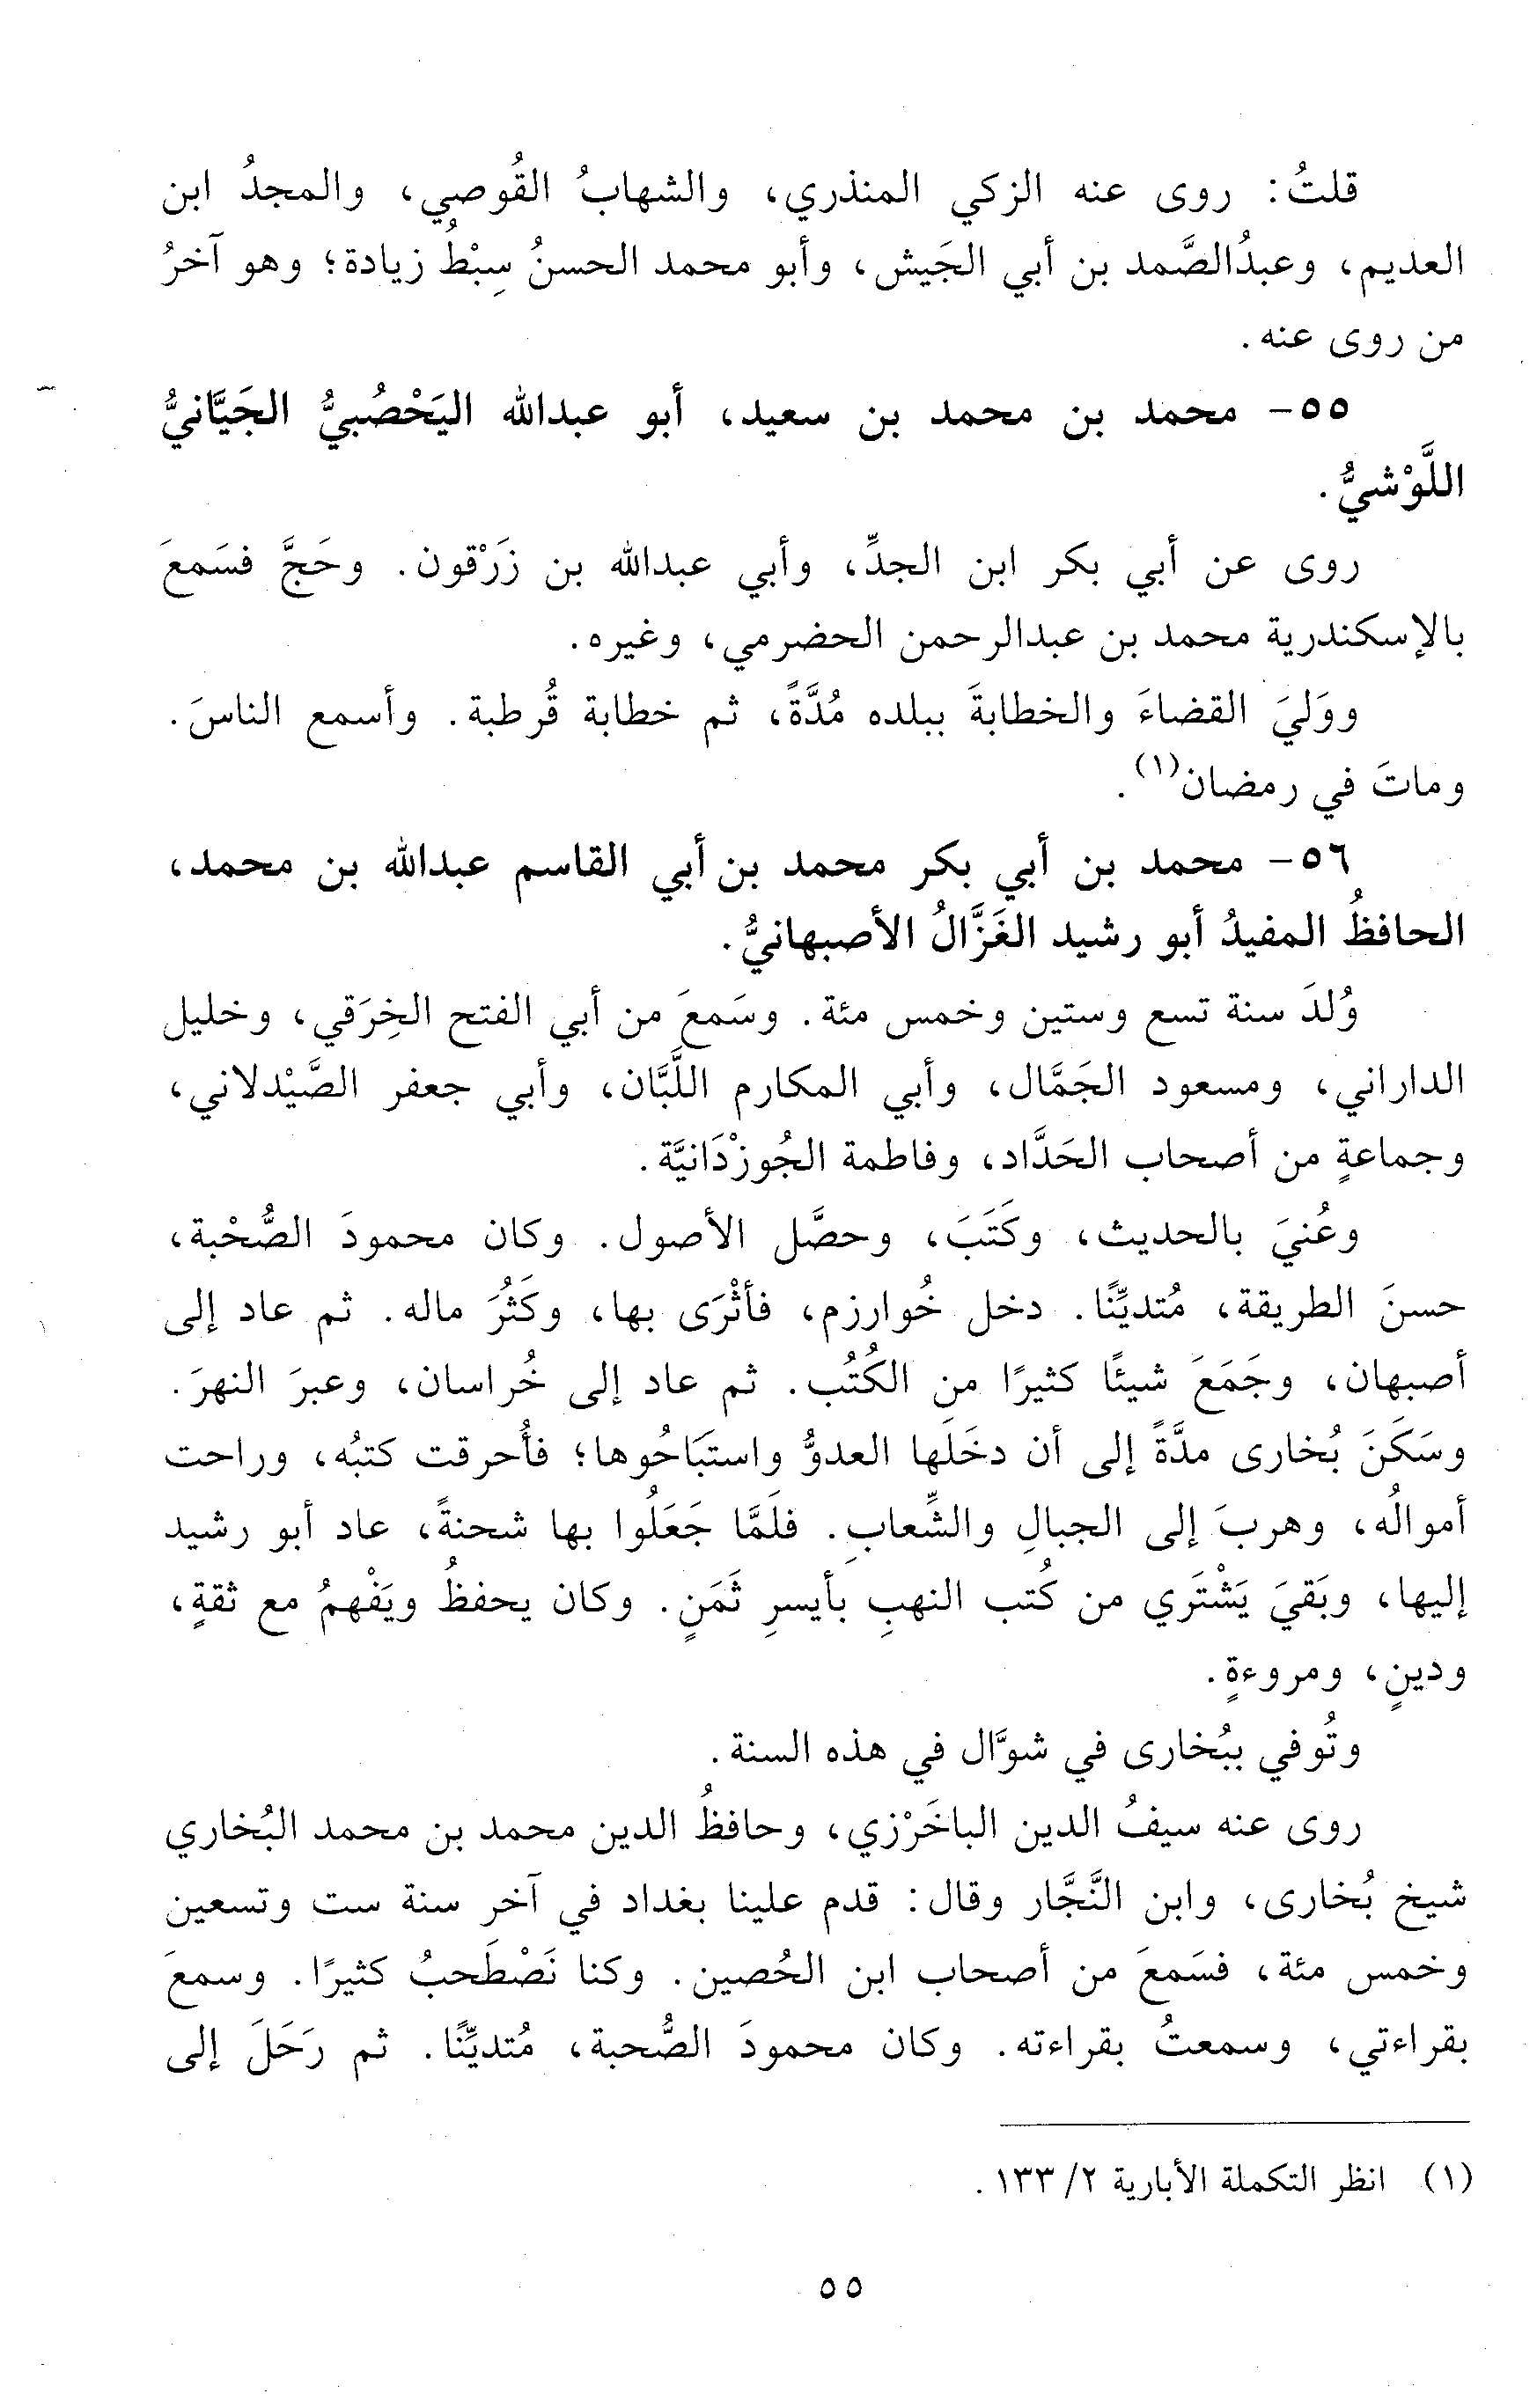 قلتُ: روى عنه الزكي المنذري، والشهابُ القُوصي، والمجدُ ابن
العديم، وعبدُالصَّمد بن أبي الجَيش، وأبو محمد الحسنُ سِبْطُ زيادة؛ وهو آخرُ
من روى عنه.
٥٥- محمد بن محمد بن سعيد، أبو عبدالله اليَحْصُبيُّ الجَيَّانيُّ
اللَّوْشيُّ.
روى عن أبي بكر ابن الجدِّ، وأبي عبدالله بن زَرْقون. وحَجَّ فسَمعَ
بالإسكندرية محمد بن عبدالرحمن الحضرمي، وغيره.
ووَليَ القضاءَ والخطابةَ ببلده مُدَّةً، ثم خطابة قُرطبة. وأسمع الناسَ.
وماتَ في رمضان(١).
٥٦- محمد بن أبي بكر محمد بن أبي القاسم عبدالله بن محمد،
الحافظُ المفيدُ أبو رشيد الغَزَّالُ الأصبهانيُّ.
وُلدَ سنة تسع وستين وخمس مئة. وسَمعَ من أبي الفتح الخِرَقي، وخليل
الداراني، ومسعود الجَمَّال، وأبي المكارم اللَّبَّان، وأبي جعفر الصَّيْدلاني،
وجماعةٍ من أصحاب الحَدَّاد، وفاطمة الجُوزْدَانيَّة.
وعُنيَ بالحديث، وكَتَبَ، وحصَّل الأصول. وكان محمودَ الصُّحْبة،
حسنَ الطريقة، مُتديِّنًا. دخل خُوارزم، فأثْرَى بها، وكَثُرَ ماله. ثم عاد إلى
أصبهان، وجَمَعَ شيئًا كثيرًا من الكُتُب. ثم عاد إلى خُراسان، وعبرَ النهرَ.
وسَكَنَ بُخارى مدَّةً إلى أن دخَلَها العدوُّ واستَبَاحُوها؛ فأُحرقت كتبُه، وراحت
أموالُه، وهربَ إلى الجبالِ والشِّعابِ. فلَمَّا جَعَلُوا بها شحنةً، عاد أبو رشيد
إليها، وبَقيَ يَشْتَري من كُتب النهبِ بأيسرِ ثَمَنٍ. وكان يحفظُ ويَفْهمُ مع ثقةٍ،
ودينٍ، ومروءةٍ.
وتُوفي ببُخارى في شوَّال في هذه السنة.
روى عنه سيفُ الدين الباخَرْزي، وحافظُ الدين محمد بن محمد البُخاري
شيخ بُخارى، وابن النَّجَّار وقال: قدم علينا بغداد في آخر سنة ست وتسعين
وخمس مئة، فسَمعَ من أصحاب ابن الحُصين. وكنا نَصْطَحبُ كثيرًا. وسمعَ
بقراءتي، وسمعتُ بقراءته. وكان محمودَ الصُّحبة، مُتديِّنًا. ثم رَحَلَ إلى
(١) انظر التكملة الأبارية ٢/ ١٣٣.
٥٥